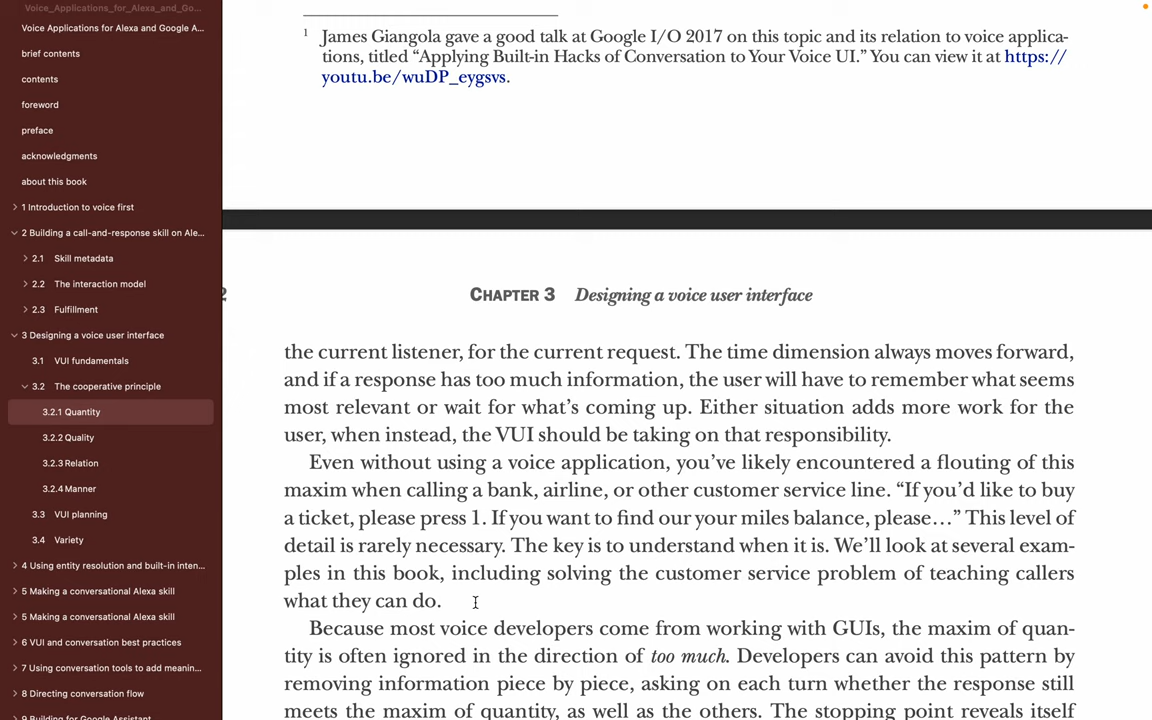 Voice_Applications_for_Alexa_and_Go...
Voice Applications for Alexa and Google A...
brief contents
contents
foreword
preface
acknowledgments
about this book
1 Introduction to voice first
2 Building a call-and-response skill on Ale...
2.1 Skill metadata
2.2 The interaction model
2.3 Fulfillment
3 Designing a voice user interface
3.1 VUI fundamentals
3.2 The cooperative principle
3.2.1 Quantity
3.2.2 Quality
3.2.3 Relation
3.2.4 Manner
3.3 VUI planning
3.4 Variety
4 Using entity resolution and built-in inten...
5 Making a conversational Alexa skill
5 Making a conversational Alexa skill
6 VUI and conversation best practices
7 Using conversation tools to add meanin...
8 Directing conversation flow
9 Building for Google Assistant
1 James Giangola gave a good talk at Google I/O 2017 on this topic and its relation to voice applica-
tions, titled “Applying Built-in Hacks of Conversation to Your Voice UI.” You can view it at https://
youtu.be/wuDP_eygsvs.
2 CHAPTER 3 Designing a voice user interface
the current listener, for the current request. The time dimension always moves forward,
and if a response has too much information, the user will have to remember what seems
most relevant or wait for what’s coming up. Either situation adds more work for the
user, when instead, the VUI should be taking on that responsibility.
Even without using a voice application, you’ve likely encountered a flouting of this
maxim when calling a bank, airline, or other customer service line. “If you’d like to buy
a ticket, please press 1. If you want to find our your miles balance, please…” This level of
detail is rarely necessary. The key is to understand when it is. We’ll look at several exam-
ples in this book, including solving the customer service problem of teaching callers
what they can do.
Because most voice developers come from working with GUIs, the maxim of quan-
tity is often ignored in the direction of too much. Developers can avoid this pattern by
removing information piece by piece, asking on each turn whether the response still
meets the maxim of quantity, as well as the others. The stopping point reveals itself